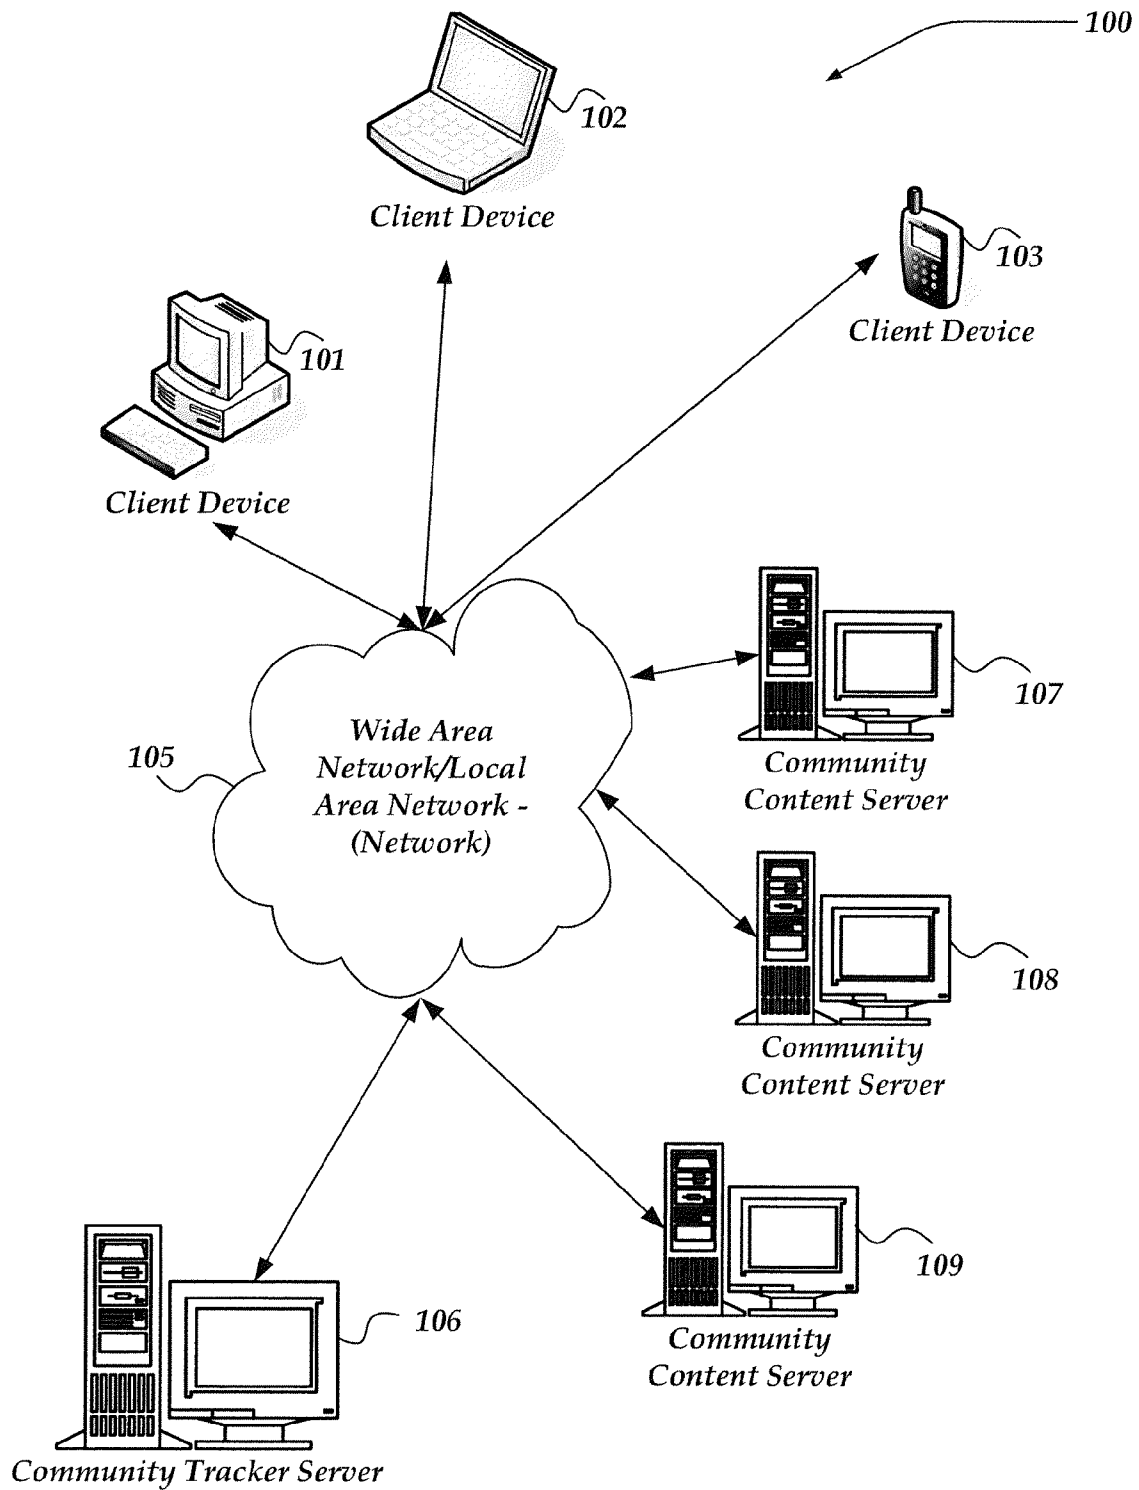 100
102
Client Device
103
Client Device
101
Client Device
107
Community
Content Server
105
Wide Area
Network/Local
Area Network -
(Network)
108
Community
Content Server
109
Community
Content Server
106
Community Tracker Server